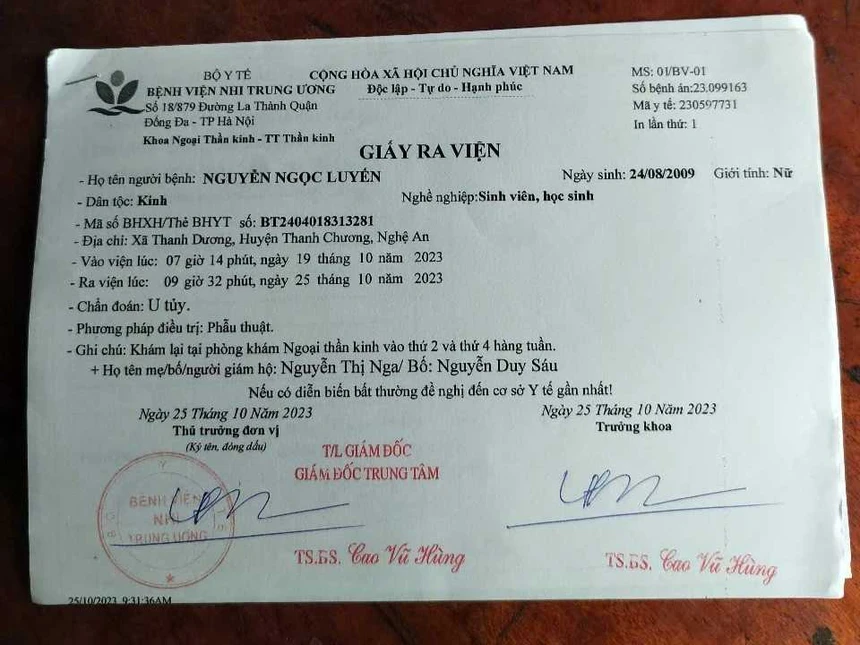 BỘ Y TẾ
BỆNH VIỆN NHI TRUNG ƯƠNG
Số 18/879 Đường La Thành Quận
Đống Đa - TP Hà Nội
Khoa Ngoại Thần kinh - TT Thần kinh
CỘNG HÒA XÃ HỘI CHỦ NGHĨA VIỆT NAM
Độc lập - Tự do - Hạnh phúc
MS: 01/BV-01
Số bệnh án:23.099163
Mã y tế: 230597731
In lần thứ: 1
GIẤY RA VIỆN
- Họ tên người bệnh: NGUYỄN NGỌC LUYẾN Ngày sinh: 24/08/2009 Giới tính: Nữ
- Dân tộc: Kinh Nghề nghiệp:Sinh viên, học sinh
- Mã số BHXH/Thẻ BHYT số: BT2404018313281
- Địa chỉ: Xã Thanh Dương, Huyện Thanh Chương, Nghệ An
- Vào viện lúc: 07 giờ 14 phút, ngày 19 tháng 10 năm 2023
- Ra viện lúc: 09 giờ 32 phút, ngày 25 tháng 10 năm 2023
- Chẩn đoán: U tủy.
- Phương pháp điều trị: Phẫu thuật.
- Ghi chú: Khám lại tại phòng khám Ngoại thần kinh vào thứ 2 và thứ 4 hàng tuần.
+ Họ tên mẹ/bố/người giám hộ: Nguyễn Thị Nga/ Bố: Nguyễn Duy Sáu
Nếu có diễn biến bất thường đề nghị đến cơ sở Y tế gần nhất!
Ngày 25 Tháng 10 Năm 2023
Thủ trưởng đơn vị
(Ký tên, đóng dấu)
T/L GIÁM ĐỐC
GIÁM ĐỐC TRUNG TÂM
BỆNH VIỆN
NHI
TRUNG ƯƠNG
TS.BS. Cao Vũ Hùng
Ngày 25 Tháng 10 Năm 2023
Trưởng khoa
TS.BS. Cao Vũ Hùng
25/10/2023 9:31:36AM